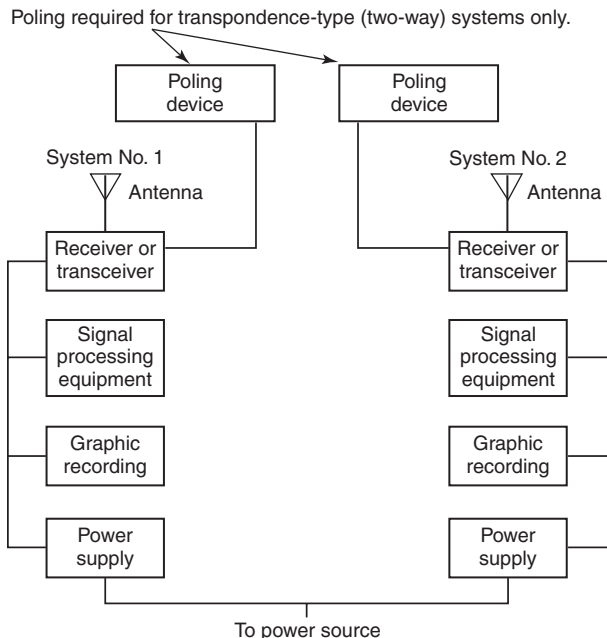 Poling required for transpondence-type (two-way) systems only.
Poling
device
Poling
device
System No. 1
Antenna
System No. 2
Antenna
Receiver or
transceiver
Receiver or
transceiver
Signal
processing
equipment
Signal
processing
equipment
Graphic
recording
Graphic
recording
Power
supply
Power
supply
To power source